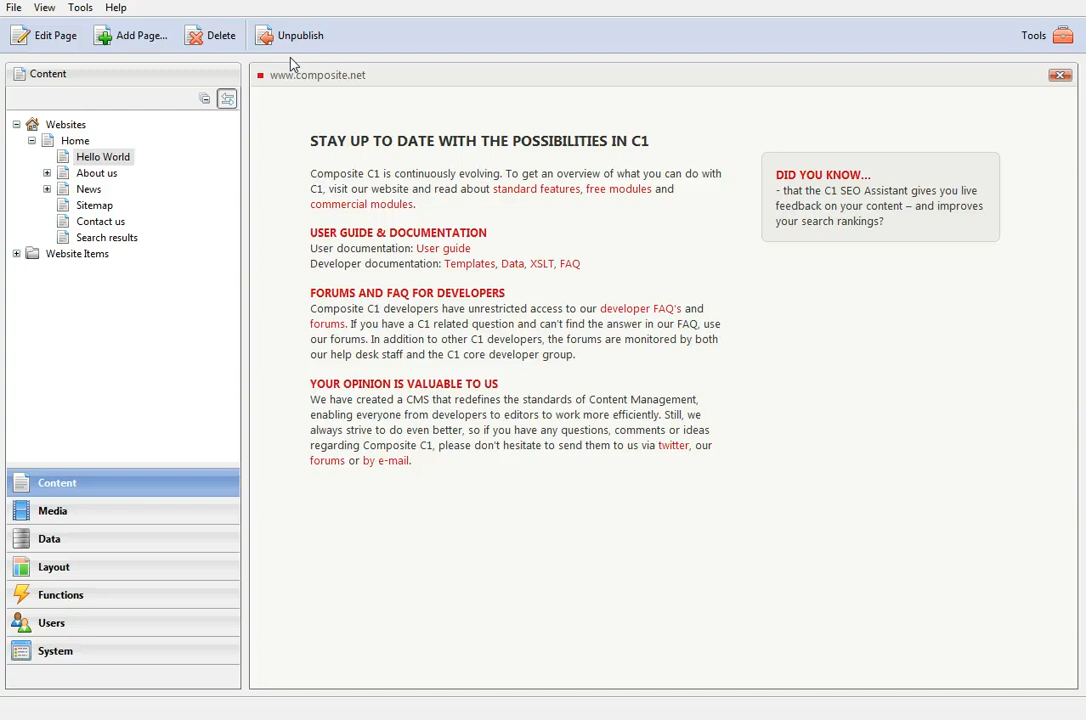 File View Tools Help
Edit Page Add Page... Delete Unpublish Tools
Content
Websites
Home
Hello World
About us
News
Sitemap
Contact us
Search results
Website Items
Content
Media
Data
Layout
Functions
Users
System
www.composite.net
STAY UP TO DATE WITH THE POSSIBILITIES IN C1
Composite C1 is continuously evolving. To get an overview of what you can do with
C1, visit our website and read about standard features, free modules and
commercial modules.
USER GUIDE & DOCUMENTATION
User documentation: User guide
Developer documentation: Templates, Data, XSLT, FAQ
FORUMS AND FAQ FOR DEVELOPERS
Composite C1 developers have unrestricted access to our developer FAQ's and
forums. If you have a C1 related question and can't find the answer in our FAQ, use
our forums. In addition to other C1 developers, the forums are monitored by both
our help desk staff and the C1 core developer group.
YOUR OPINION IS VALUABLE TO US
We have created a CMS that redefines the standards of Content Management,
enabling everyone from developers to editors to work more efficiently. Still, we
always strive to do even better, so if you have any questions, comments or ideas
regarding Composite C1, please don't hesitate to send them to us via twitter, our
forums or by e-mail.
DID YOU KNOW...
- that the C1 SEO Assistant gives you live
feedback on your content – and improves
your search rankings?